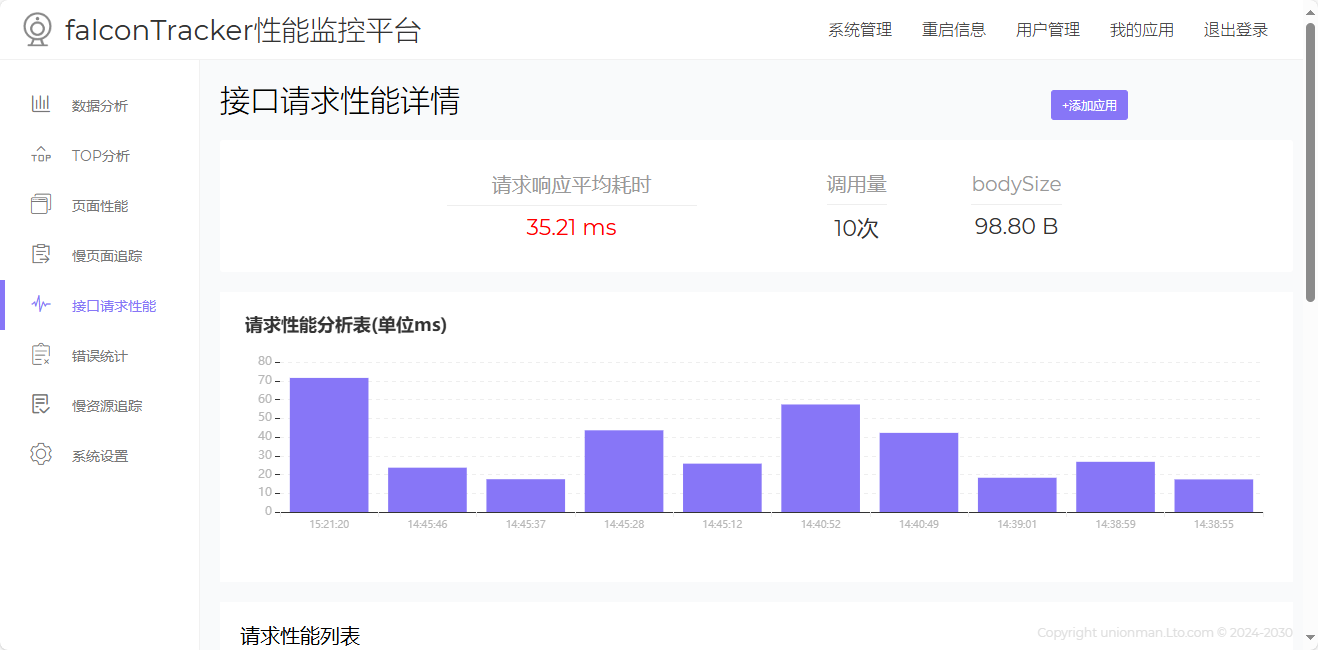 falconTracker性能监控平台
系统管理 重启信息 用户管理 我的应用 退出登录
数据分析
TOP
TOP分析
页面性能
慢页面追踪
接口请求性能
错误统计
慢资源追踪
系统设置
接口请求性能详情
+添加应用
请求响应平均耗时 调用量 bodySize
35.21 ms 10次 98.80 B
请求性能分析表(单位ms)
80
70
60
50
40
30
20
10
0
15:21:20 14:45:46 14:45:37 14:45:28 14:45:12 14:40:52 14:40:49 14:39:01 14:38:59 14:38:55
请求性能列表
Copyright unionman.Lto.com © 2024-2030